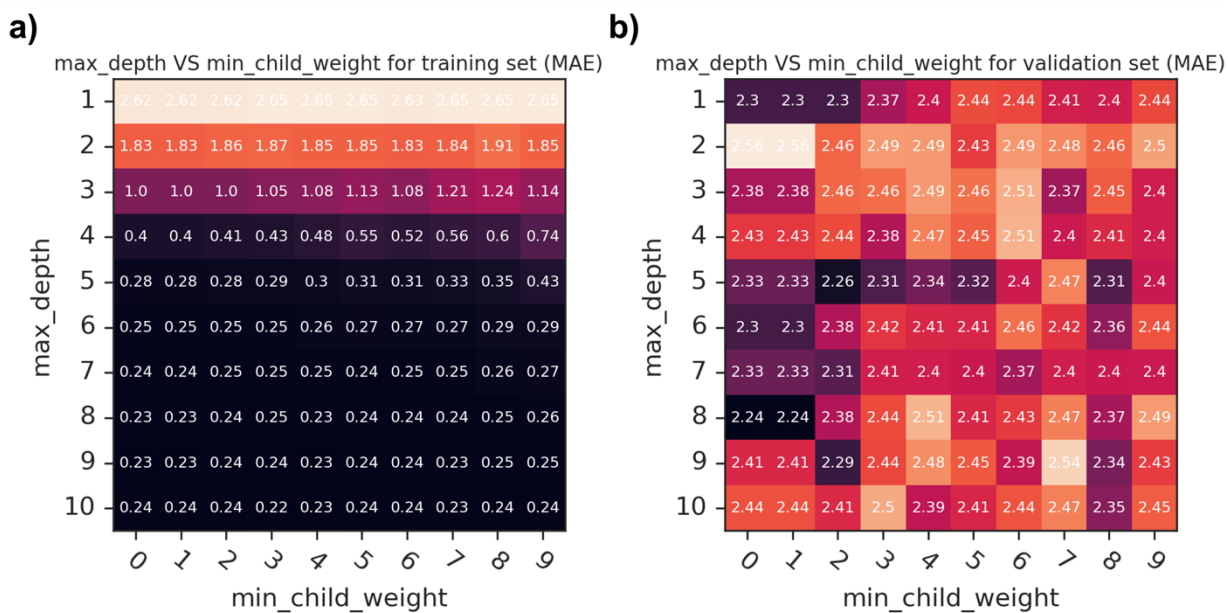 a)
max_depth VS min_child_weight for training set (MAE)
1 2.62 2.62 2.62 2.65 2.65 2.65 2.63 2.65 2.65 2.65
2 1.83 1.83 1.86 1.87 1.85 1.85 1.83 1.84 1.91 1.85
3 1.0 1.0 1.0 1.05 1.08 1.13 1.08 1.21 1.24 1.14
4 0.4 0.4 0.41 0.43 0.48 0.55 0.52 0.56 0.6 0.74
5 0.28 0.28 0.28 0.29 0.3 0.31 0.31 0.33 0.35 0.43
6 0.25 0.25 0.25 0.25 0.26 0.27 0.27 0.27 0.29 0.29
7 0.24 0.24 0.25 0.25 0.25 0.24 0.25 0.25 0.26 0.27
8 0.23 0.23 0.24 0.25 0.23 0.24 0.24 0.24 0.25 0.26
9 0.23 0.23 0.24 0.24 0.23 0.24 0.24 0.23 0.25 0.25
10 0.24 0.24 0.24 0.22 0.24 0.24 0.24 0.23 0.24 0.24
max_depth
0 1 2 3 4 5 6 7 8 9
min_child_weight
b)
max_depth VS min_child_weight for validation set (MAE)
1 2.3 2.3 2.3 2.37 2.4 2.44 2.44 2.41 2.4 2.44
2 2.56 2.56 2.46 2.49 2.49 2.43 2.49 2.48 2.46 2.5
3 2.38 2.38 2.46 2.46 2.49 2.46 2.51 2.37 2.45 2.4
4 2.43 2.43 2.44 2.38 2.47 2.45 2.51 2.4 2.41 2.4
5 2.33 2.33 2.26 2.31 2.34 2.32 2.4 2.47 2.31 2.4
6 2.3 2.3 2.38 2.42 2.41 2.41 2.46 2.42 2.36 2.44
7 2.33 2.33 2.31 2.41 2.4 2.4 2.37 2.4 2.4 2.4
8 2.24 2.24 2.38 2.44 2.51 2.41 2.43 2.47 2.37 2.49
9 2.41 2.41 2.29 2.44 2.48 2.45 2.39 2.54 2.34 2.43
10 2.44 2.44 2.41 2.5 2.39 2.41 2.44 2.47 2.35 2.45
max_depth
0 1 2 3 4 5 6 7 8 9
min_child_weight